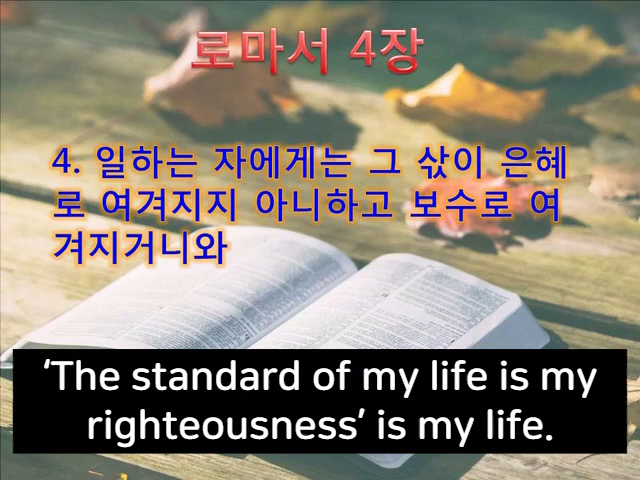 로마서 4장
4. 일하는 자에게는 그 삯이 은혜
로 여겨지지 아니하고 보수로 여
겨지거니와
‘The standard of my life is my
righteousness’ is my life.